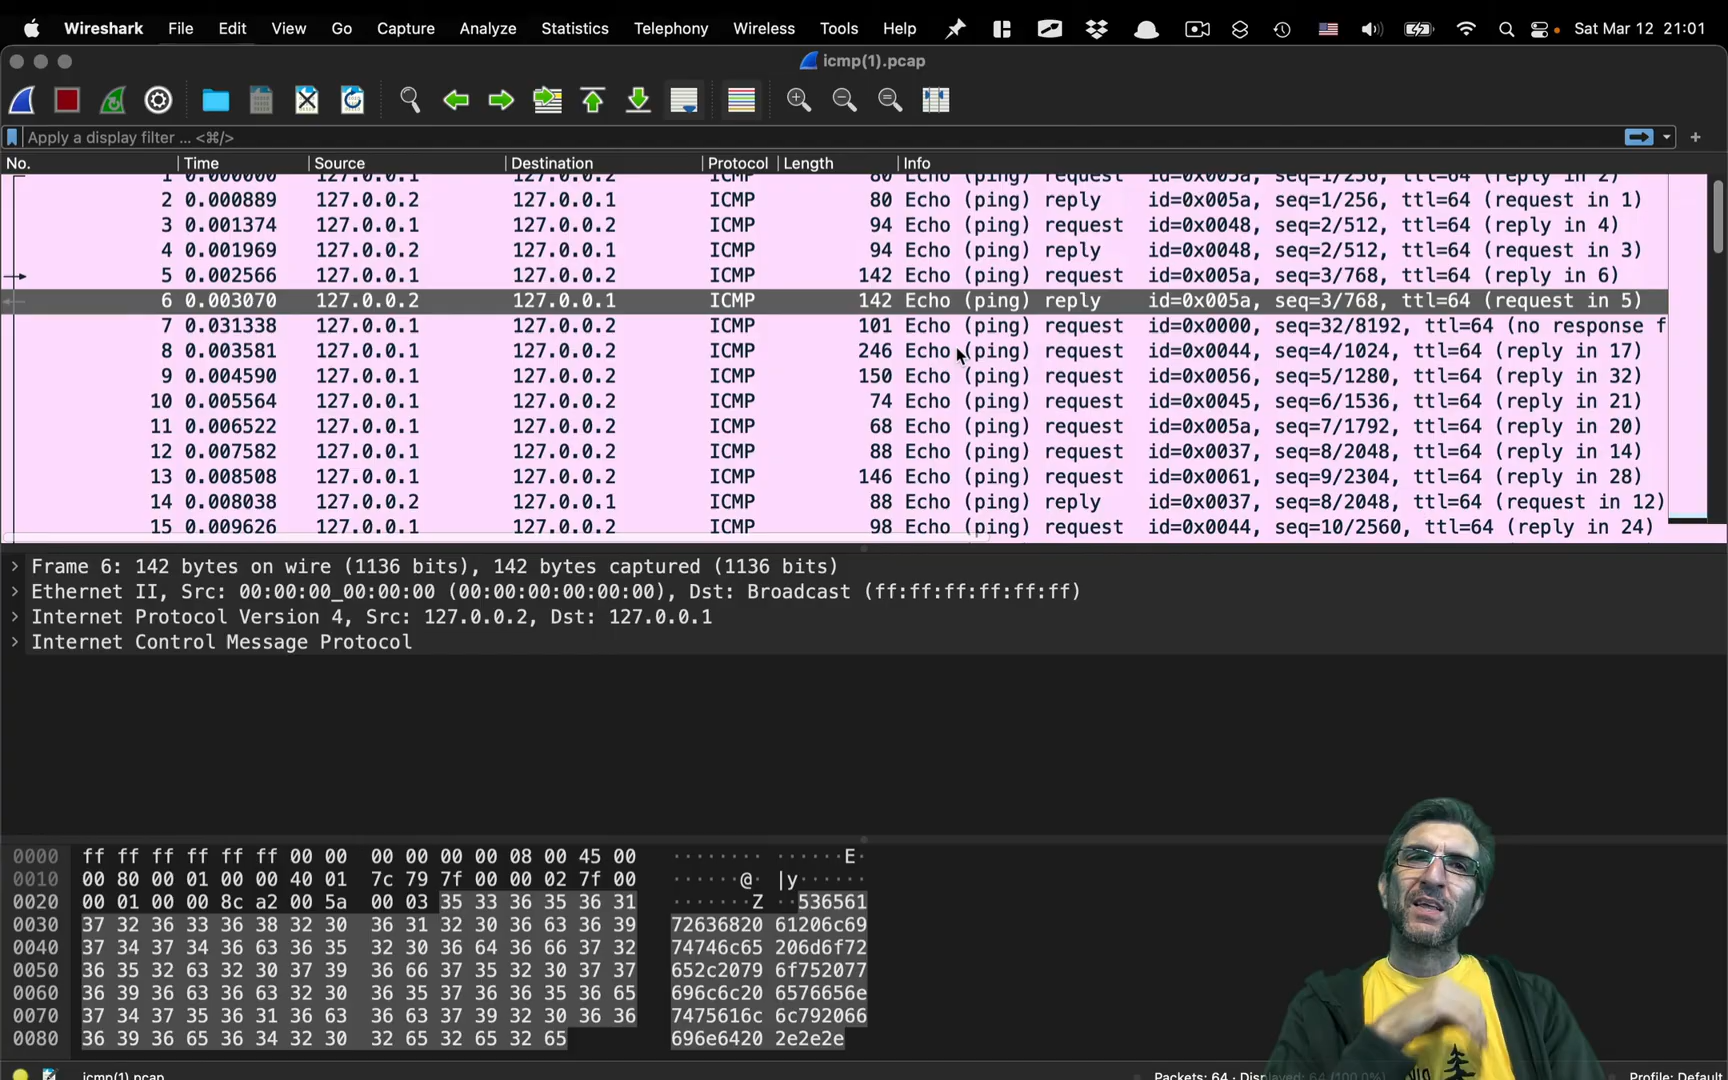 Wireshark File Edit View Go Capture Analyze Statistics Telephony Wireless Tools Help Sat Mar 12 21:01
icmp(1).pcap
Apply a display filter ... <⌘/>
No. Time Source Destination Protocol Length Info
1 0.000000 127.0.0.1 127.0.0.2 ICMP 80 Echo (ping) request id=0x005a, seq=1/256, ttl=64 (reply in 2)
2 0.000889 127.0.0.2 127.0.0.1 ICMP 80 Echo (ping) reply id=0x005a, seq=1/256, ttl=64 (request in 1)
3 0.001374 127.0.0.1 127.0.0.2 ICMP 94 Echo (ping) request id=0x0048, seq=2/512, ttl=64 (reply in 4)
4 0.001969 127.0.0.2 127.0.0.1 ICMP 94 Echo (ping) reply id=0x0048, seq=2/512, ttl=64 (request in 3)
5 0.002566 127.0.0.1 127.0.0.2 ICMP 142 Echo (ping) request id=0x005a, seq=3/768, ttl=64 (reply in 6)
6 0.003070 127.0.0.2 127.0.0.1 ICMP 142 Echo (ping) reply id=0x005a, seq=3/768, ttl=64 (request in 5)
7 0.031338 127.0.0.1 127.0.0.2 ICMP 101 Echo (ping) request id=0x0000, seq=32/8192, ttl=64 (no response f
8 0.003581 127.0.0.1 127.0.0.2 ICMP 246 Echo (ping) request id=0x0044, seq=4/1024, ttl=64 (reply in 17)
9 0.004590 127.0.0.1 127.0.0.2 ICMP 150 Echo (ping) request id=0x0056, seq=5/1280, ttl=64 (reply in 32)
10 0.005564 127.0.0.1 127.0.0.2 ICMP 74 Echo (ping) request id=0x0045, seq=6/1536, ttl=64 (reply in 21)
11 0.006522 127.0.0.1 127.0.0.2 ICMP 68 Echo (ping) request id=0x005a, seq=7/1792, ttl=64 (reply in 20)
12 0.007582 127.0.0.1 127.0.0.2 ICMP 88 Echo (ping) request id=0x0037, seq=8/2048, ttl=64 (reply in 14)
13 0.008508 127.0.0.1 127.0.0.2 ICMP 146 Echo (ping) request id=0x0061, seq=9/2304, ttl=64 (reply in 28)
14 0.008038 127.0.0.2 127.0.0.1 ICMP 88 Echo (ping) reply id=0x0037, seq=8/2048, ttl=64 (request in 12)
15 0.009626 127.0.0.1 127.0.0.2 ICMP 98 Echo (ping) request id=0x0044, seq=10/2560, ttl=64 (reply in 24)
Frame 6: 142 bytes on wire (1136 bits), 142 bytes captured (1136 bits)
Ethernet II, Src: 00:00:00_00:00:00 (00:00:00:00:00:00), Dst: Broadcast (ff:ff:ff:ff:ff:ff)
Internet Protocol Version 4, Src: 127.0.0.2, Dst: 127.0.0.1
Internet Control Message Protocol
0000 ff ff ff ff ff ff 00 00 00 00 00 00 08 00 45 00 ········ ······E·
0010 00 80 00 01 00 00 40 01 7c 79 7f 00 00 02 7f 00 ······@· |y······
0020 00 01 00 00 8c a2 00 5a 00 03 35 33 36 35 36 31 ·······Z ··536561
0030 37 32 36 33 36 38 32 30 36 31 32 30 36 63 36 39 72636820 61206c69
0040 37 34 37 34 36 63 36 35 32 30 36 64 36 66 37 32 74746c65 206d6f72
0050 36 35 32 63 32 30 37 39 36 66 37 35 32 30 37 37 652c2079 6f752077
0060 36 39 36 63 36 63 32 30 36 35 37 36 36 35 36 65 696c6c20 6576656e
0070 37 34 37 35 36 31 36 63 36 63 37 39 32 30 36 36 7475616c 6c792066
0080 36 39 36 65 36 34 32 30 32 65 32 65 32 65 696e6420 2e2e2e
icmp(1).pcap Packets: 64 · Displayed: 64 (100.0%) Profile: Default